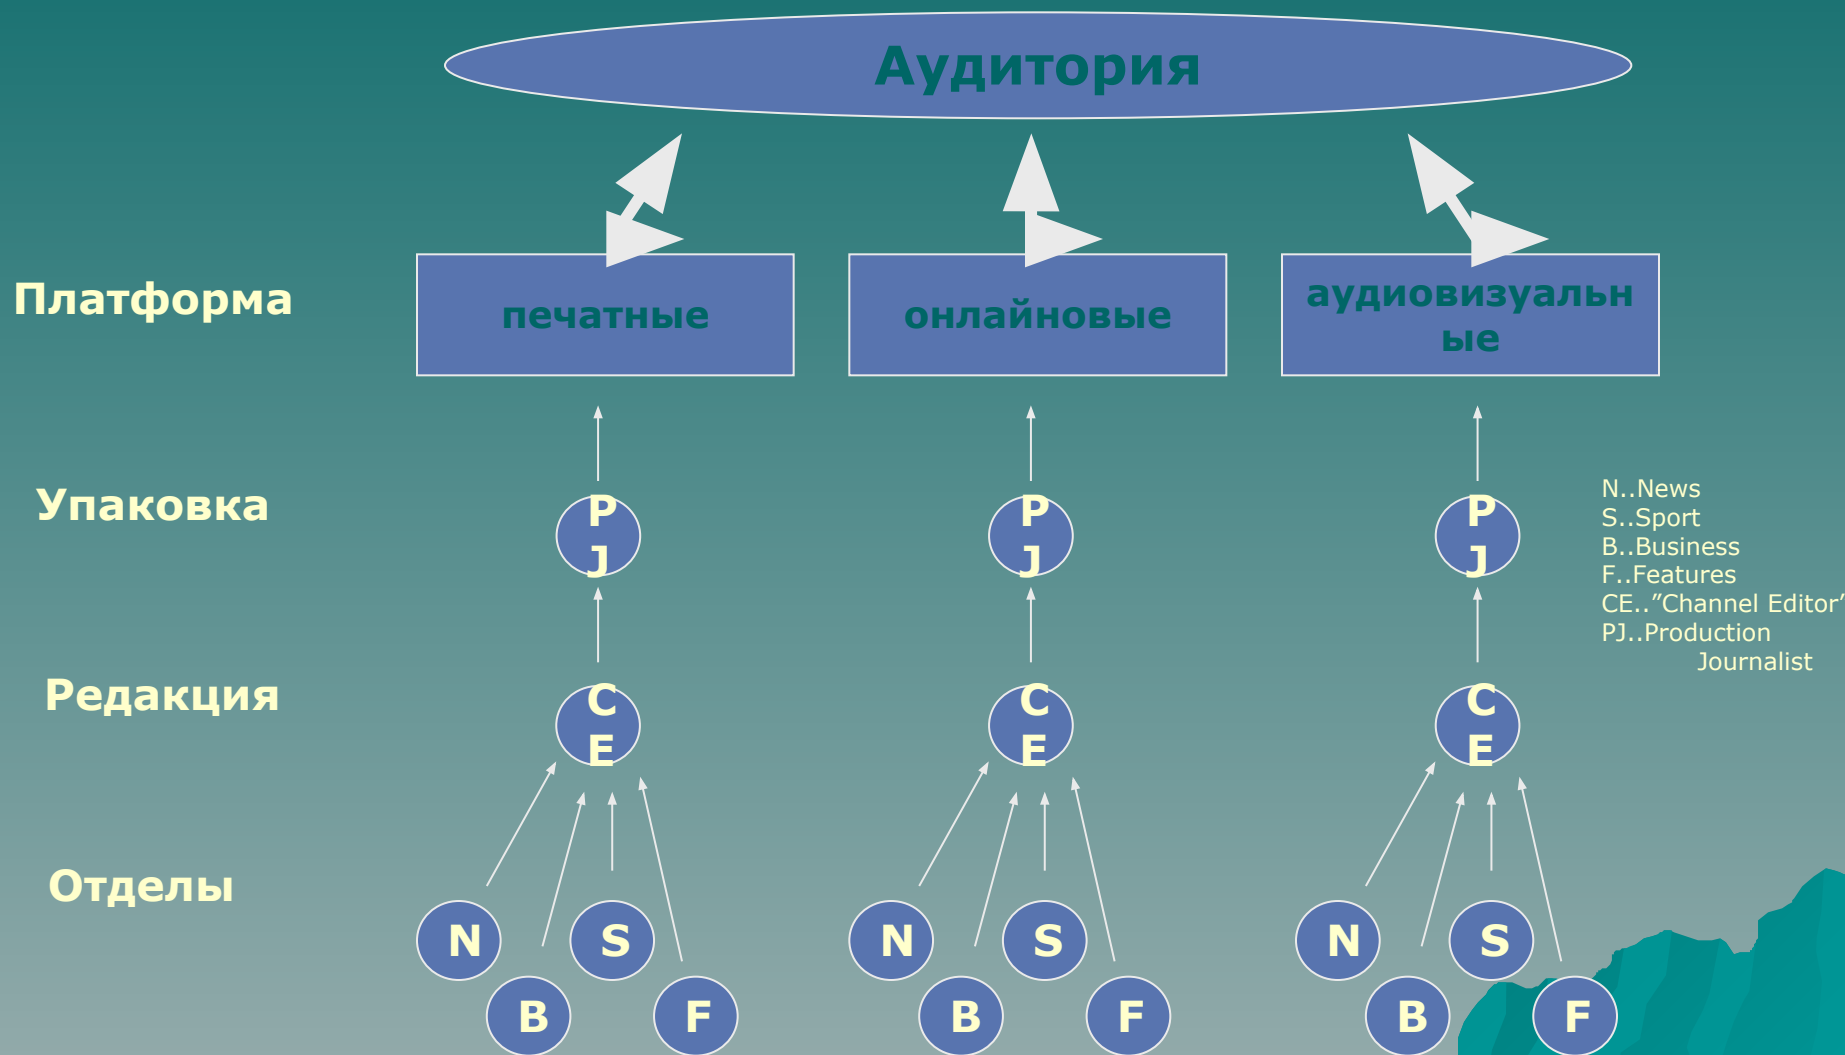 Аудитория
Платформа
печатные
онлайновые
аудиовизуальн
ые
Упаковка
P
J
P
J
P
J
N..News
S..Sport
B..Business
F..Features
CE..”Channel Editor”
PJ..Production
Journalist
Редакция
C
E
C
E
C
E
Отделы
N
S
N
S
N
S
B
F
B
F
B
F